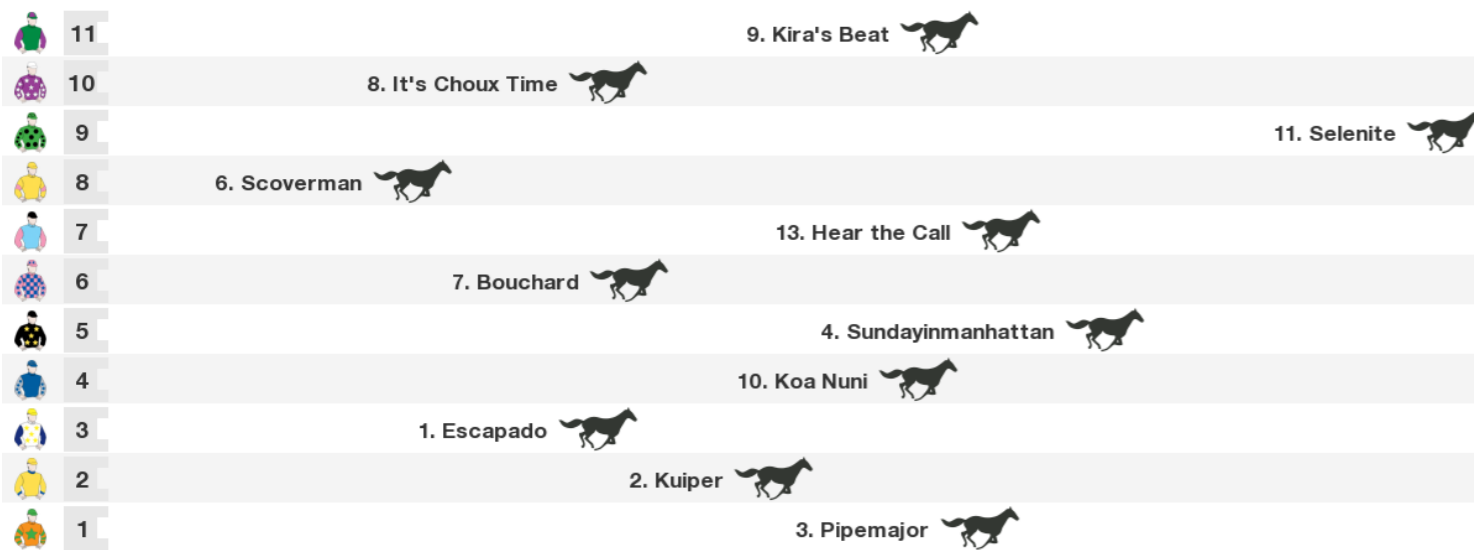 11 9. Kira's Beat
10 8. It's Choux Time
9 11. Selenite
8 6. Scoverman
7 13. Hear the Call
6 7. Bouchard
5 4. Sundayinmanhattan
4 10. Koa Nuni
3 1. Escapado
2 2. Kuiper
1 3. Pipemajor